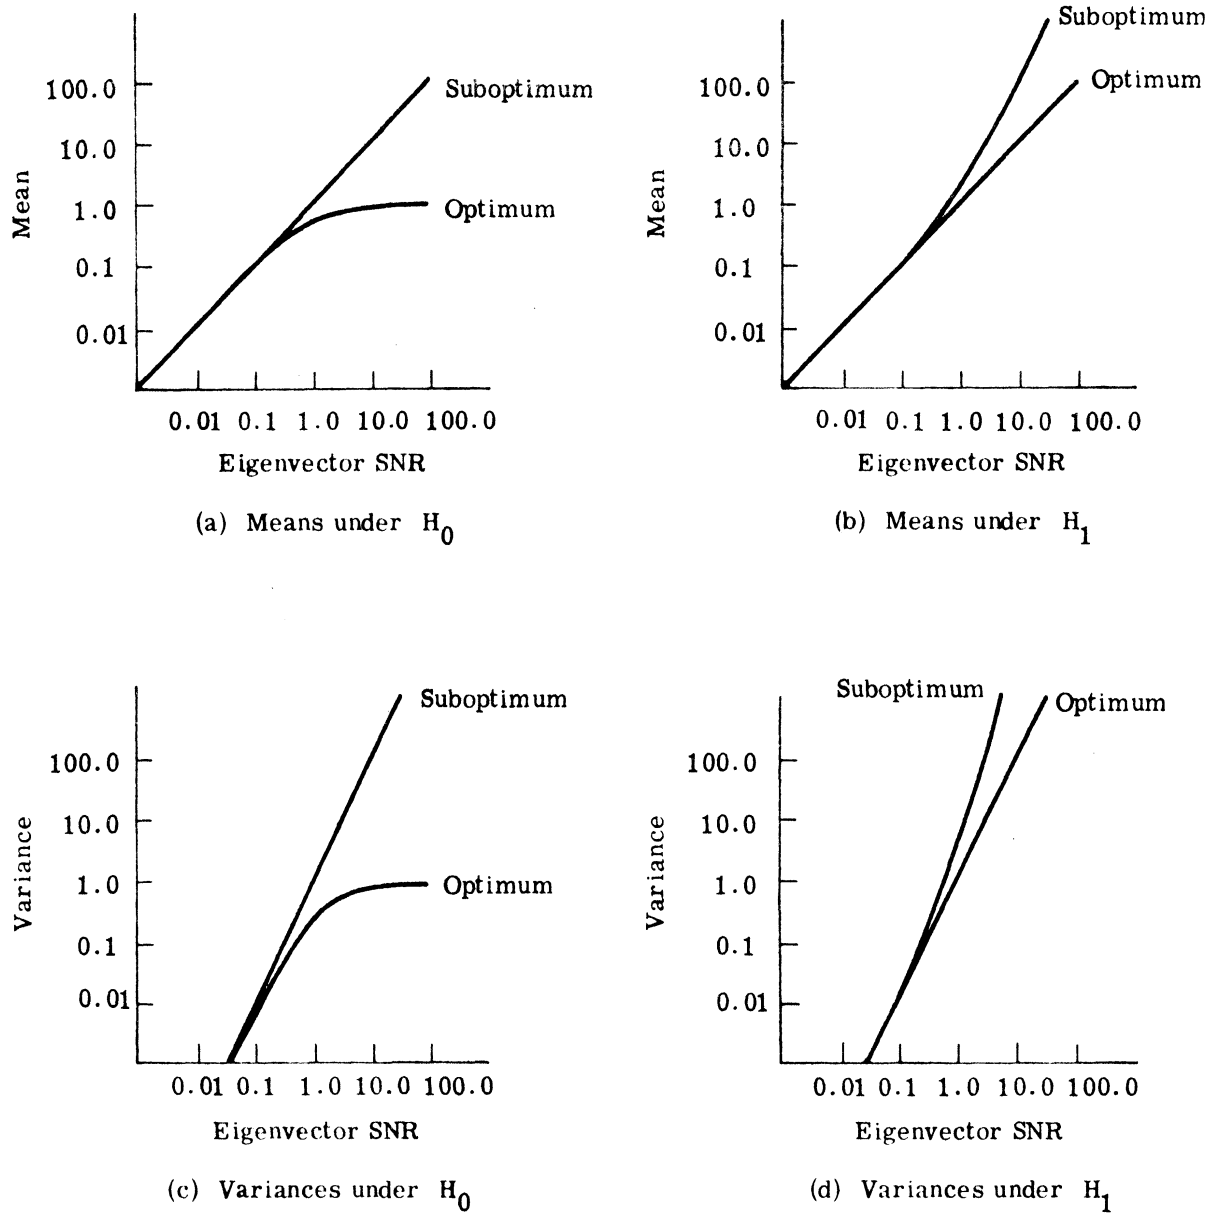 Suboptimum
Optimum
100.0
10.0
1.0
0.1
0.01
Mean
0.01 0.1 1.0 10.0 100.0
Eigenvector SNR
(a) Means under H0
Suboptimum
Optimum
100.0
10.0
1.0
0.1
0.01
Mean
0.01 0.1 1.0 10.0 100.0
Eigenvector SNR
(b) Means under H1
Suboptimum
Optimum
100.0
10.0
1.0
0.1
0.01
Variance
0.01 0.1 1.0 10.0 100.0
Eigenvector SNR
(c) Variances under H0
Suboptimum
Optimum
100.0
10.0
1.0
0.1
0.01
Variance
0.01 0.1 1.0 10.0 100.0
Eigenvector SNR
(d) Variances under H1